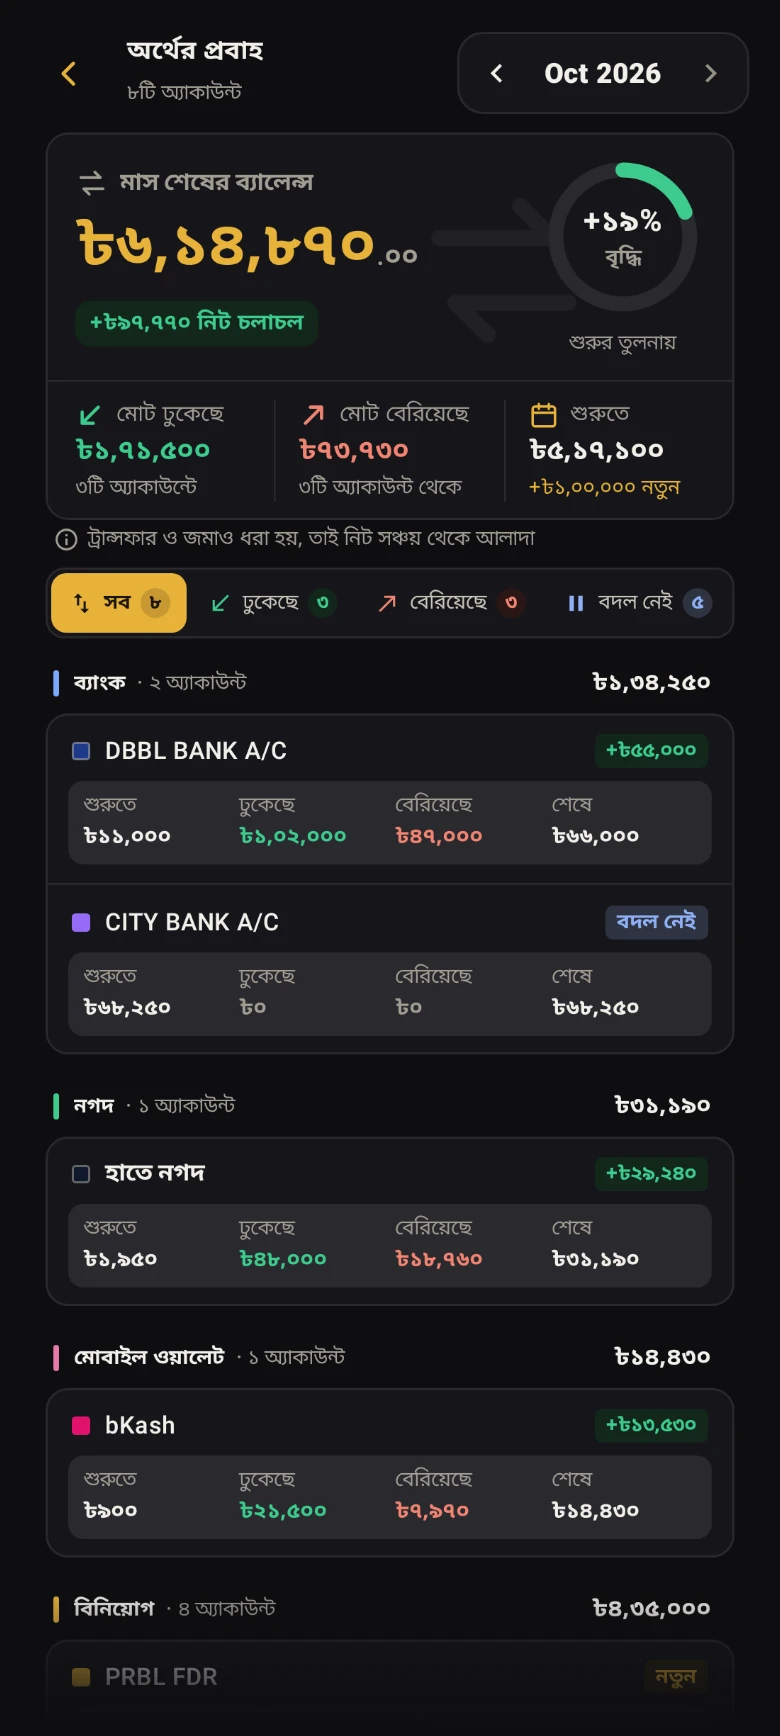 অর্থের প্রবাহ
৮টি অ্যাকাউন্ট
Oct 2026
মাস শেষের ব্যালেন্স
৳৬,১৪,৮৭০.০০
+৳৯৭,৭৭০ নিট চলাচল
+১৯%
বৃদ্ধি
শুরুর তুলনায়
মোট ঢুকেছে
৳১,৭১,৫০০
৩টি অ্যাকাউন্টে
মোট বেরিয়েছে
৳৭৩,৭৩০
৩টি অ্যাকাউন্ট থেকে
শুরুতে
৳৫,১৭,১০০
+৳১,০০,০০০ নতুন
ট্রান্সফার ও জমাও ধরা হয়, তাই নিট সঞ্চয় থেকে আলাদা
সব ৮ ঢুকেছে ৩ বেরিয়েছে ৩ বদল নেই ৫
ব্যাংক · ২ অ্যাকাউন্ট ৳১,৩৪,২৫০
DBBL BANK A/C +৳৫৫,০০০
শুরুতে ঢুকেছে বেরিয়েছে শেষে
৳১১,০০০ ৳১,০২,০০০ ৳৪৭,০০০ ৳৬৬,০০০
CITY BANK A/C বদল নেই
শুরুতে ঢুকেছে বেরিয়েছে শেষে
৳৬৮,২৫০ ৳০ ৳০ ৳৬৮,২৫০
নগদ · ১ অ্যাকাউন্ট ৳৩১,১৯০
হাতে নগদ +৳২৯,২৪০
শুরুতে ঢুকেছে বেরিয়েছে শেষে
৳১,৯৫০ ৳৪৮,০০০ ৳১৮,৭৬০ ৳৩১,১৯০
মোবাইল ওয়ালেট · ১ অ্যাকাউন্ট ৳১৪,৪৩০
bKash +৳১৩,৫৩০
শুরুতে ঢুকেছে বেরিয়েছে শেষে
৳৯০০ ৳২১,৫০০ ৳৭,৯৭০ ৳১৪,৪৩০
বিনিয়োগ · ৪ অ্যাকাউন্ট ৳৪,৩৫,০০০
PRBL FDR নতুন